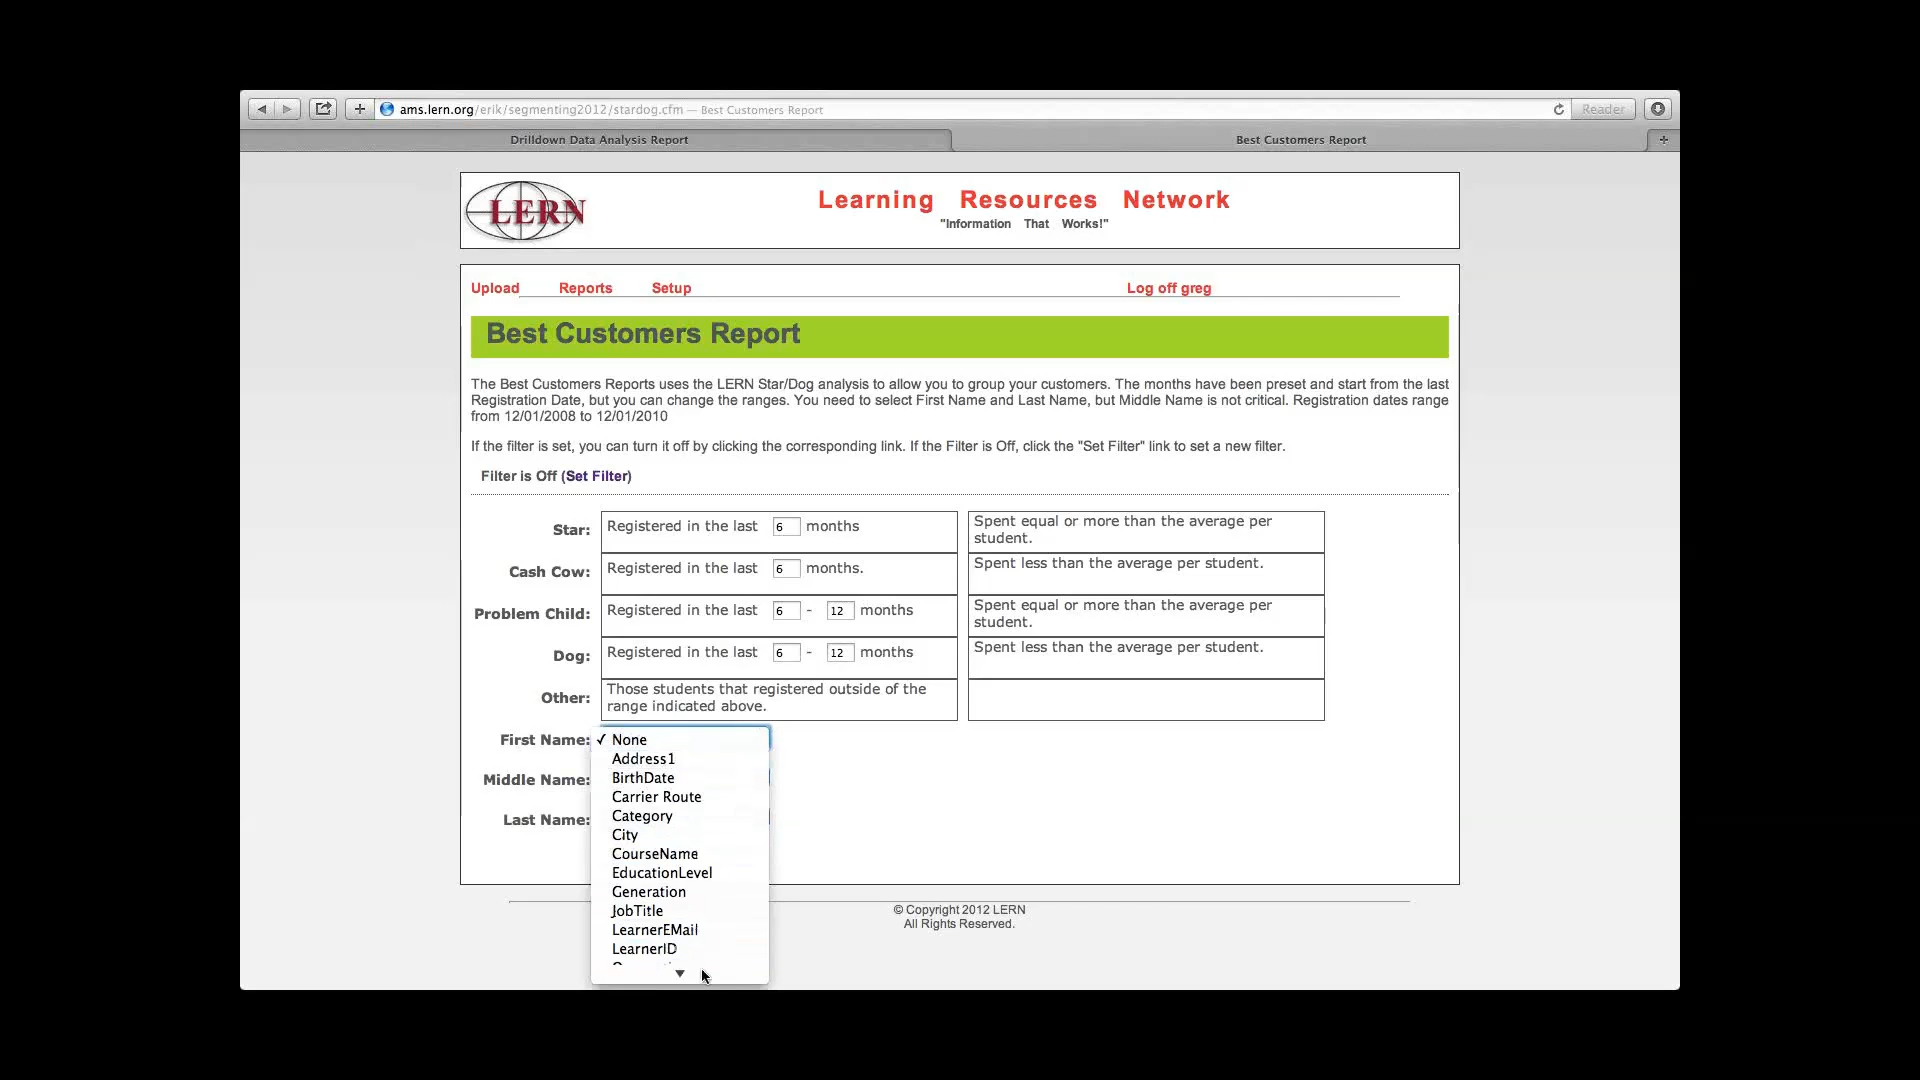 ams.lern.org/erik/segmenting2012/stardog.cfm — Best Customers Report
Reader
Drilldown Data Analysis Report
Best Customers Report
LERN
Learning Resources Network
"Information That Works!"
Upload
Reports
Setup
Log off greg
Best Customers Report
The Best Customers Reports uses the LERN Star/Dog analysis to allow you to group your customers. The months have been preset and start from the last
Registration Date, but you can change the ranges. You need to select First Name and Last Name, but Middle Name is not critical. Registration dates range
from 12/01/2008 to 12/01/2010
If the filter is set, you can turn it off by clicking the corresponding link. If the Filter is Off, click the "Set Filter" link to set a new filter.
Filter is Off (Set Filter)
Star:
Registered in the last 6 months
Spent equal or more than the average per
student.
Cash Cow:
Registered in the last 6 months.
Spent less than the average per student.
Problem Child:
Registered in the last 6 - 12 months
Spent equal or more than the average per
student.
Dog:
Registered in the last 6 - 12 months
Spent less than the average per student.
Other:
Those students that registered outside of the
range indicated above.
First Name:
✓ None
Address1
BirthDate
Carrier Route
Category
City
CourseName
EducationLevel
Generation
JobTitle
LearnerEMail
LearnerID
Middle Name:
Last Name:
© Copyright 2012 LERN
All Rights Reserved.